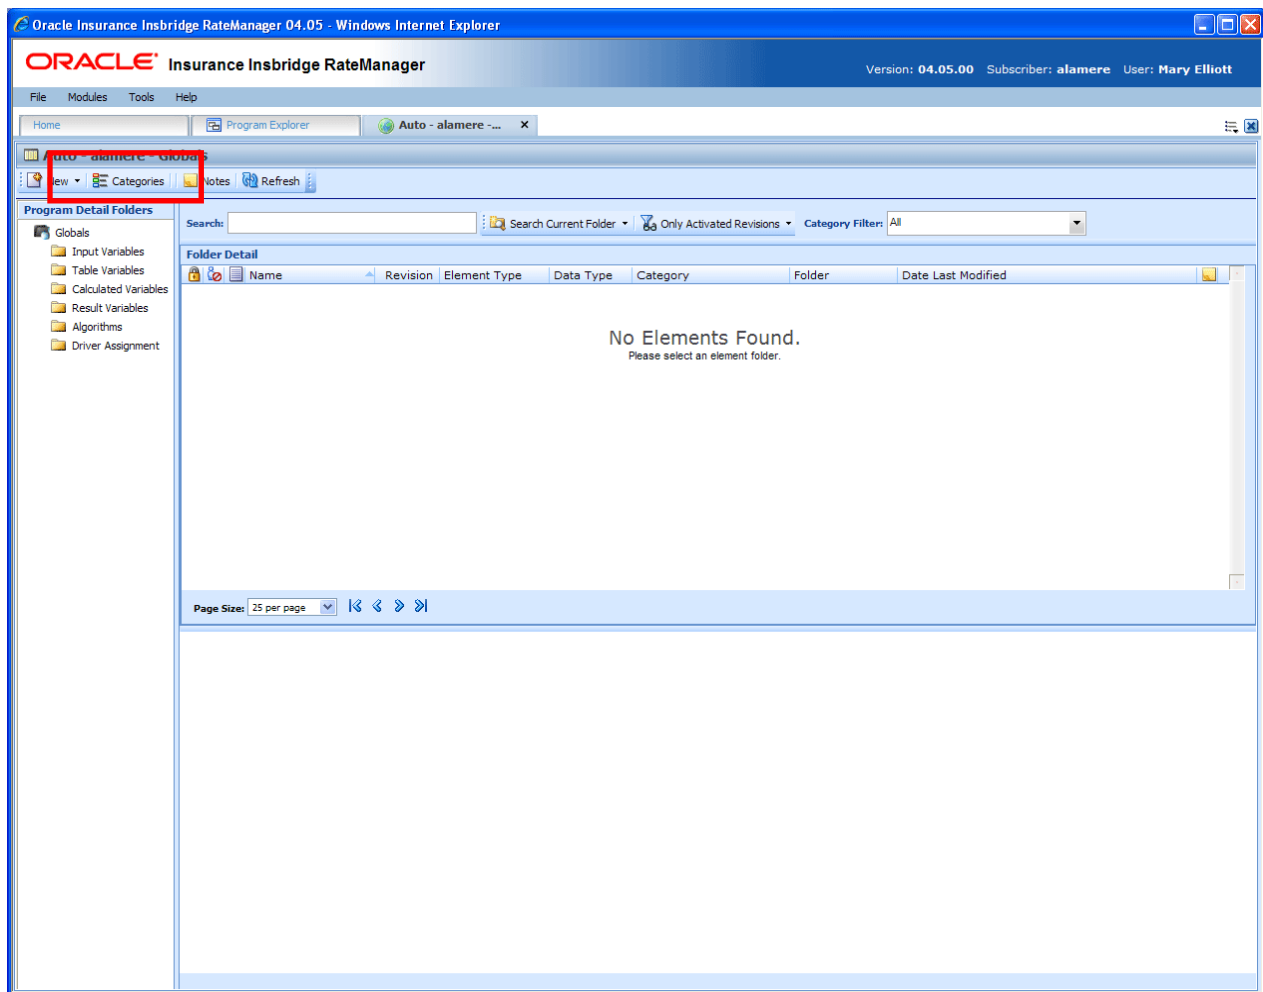 Oracle Insurance Insbridge RateManager 04.05 - Windows Internet Explorer
ORACLE Insurance Insbridge RateManager
Version: 04.05.00 Subscriber: alamere User: Mary Elliott
File Modules Tools Help
Home Program Explorer Auto - alamere -...
Auto - alamere - Globals
New Categories Notes Refresh
Program Detail Folders
Globals
Input Variables
Table Variables
Calculated Variables
Result Variables
Algorithms
Driver Assignment
Search: Search Current Folder Only Activated Revisions Category Filter: All
Folder Detail
Name Revision Element Type Data Type Category Folder Date Last Modified
No Elements Found.
Please select an element folder.
Page Size: 25 per page